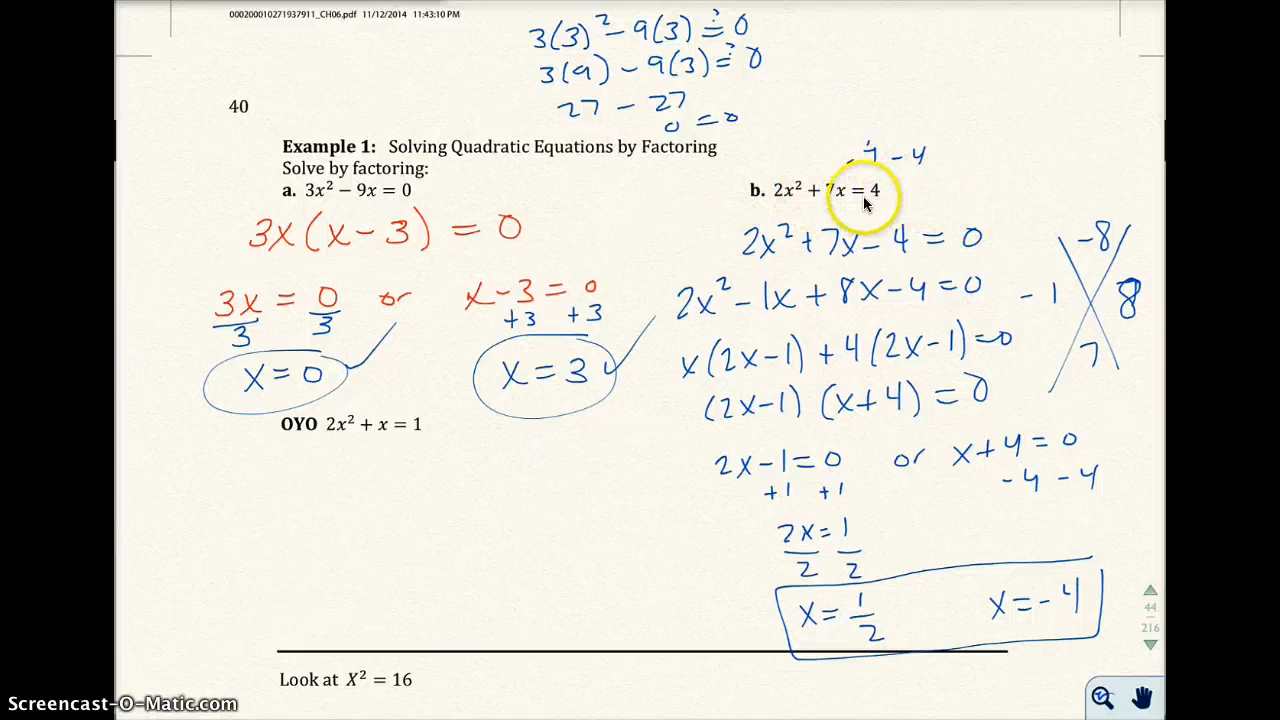 000200010271937911_CH06.pdf 11/12/2014 11:43:10 PM
3(3)² - 9(3) ≟ 0
3(9) - 9(3) ≟ 0
27 - 27
0 = 0
40
Example 1: Solving Quadratic Equations by Factoring
Solve by factoring:
a. 3x² − 9x = 0
3x(x-3) = 0
3x = 0 or x-3 = 0
3 3 +3 +3
x = 0 x = 3
OYO 2x² + x = 1
-4 -4
b. 2x² + 7x = 4
2x² + 7x - 4 = 0
2x² - 1x + 8x - 4 = 0
x(2x-1) + 4(2x-1) = 0
(2x-1) (x+4) = 0
-8
-1 8
7
2x-1 = 0 or x+4 = 0
+1 +1 -4 -4
2x = 1
2 2
x = 1/2 x = -4
Look at X² = 16
44
216
Screencast-O-Matic.com